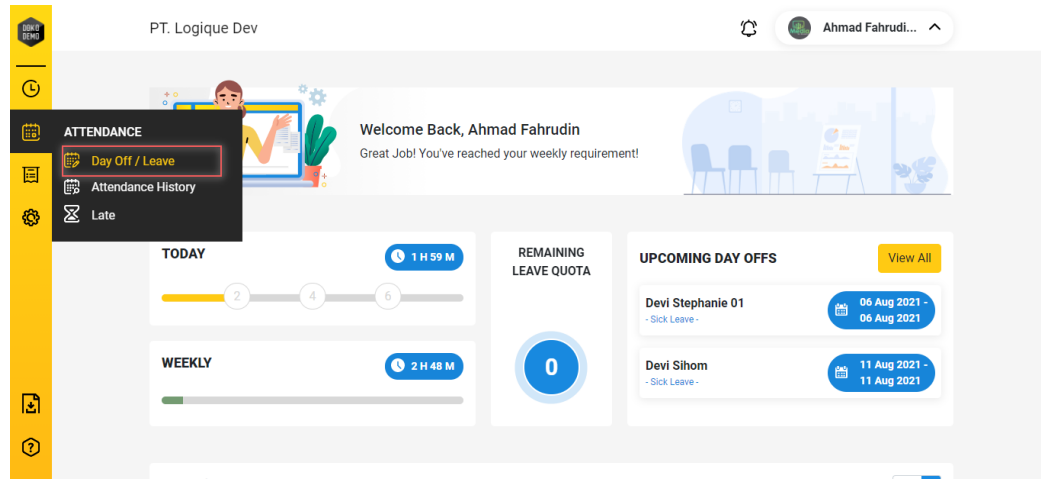 DOKO
DEMO
PT. Logique Dev
Ahmad Fahrudi...
ATTENDANCE
Day Off / Leave
Attendance History
Late
Welcome Back, Ahmad Fahrudin
Great Job! You've reached your weekly requirement!
TODAY
1 H 59 M
2
4
6
WEEKLY
2 H 48 M
REMAINING
LEAVE QUOTA
0
UPCOMING DAY OFFS
View All
Devi Stephanie 01
- Sick Leave -
06 Aug 2021 -
06 Aug 2021
Devi Sihom
- Sick Leave -
11 Aug 2021 -
11 Aug 2021